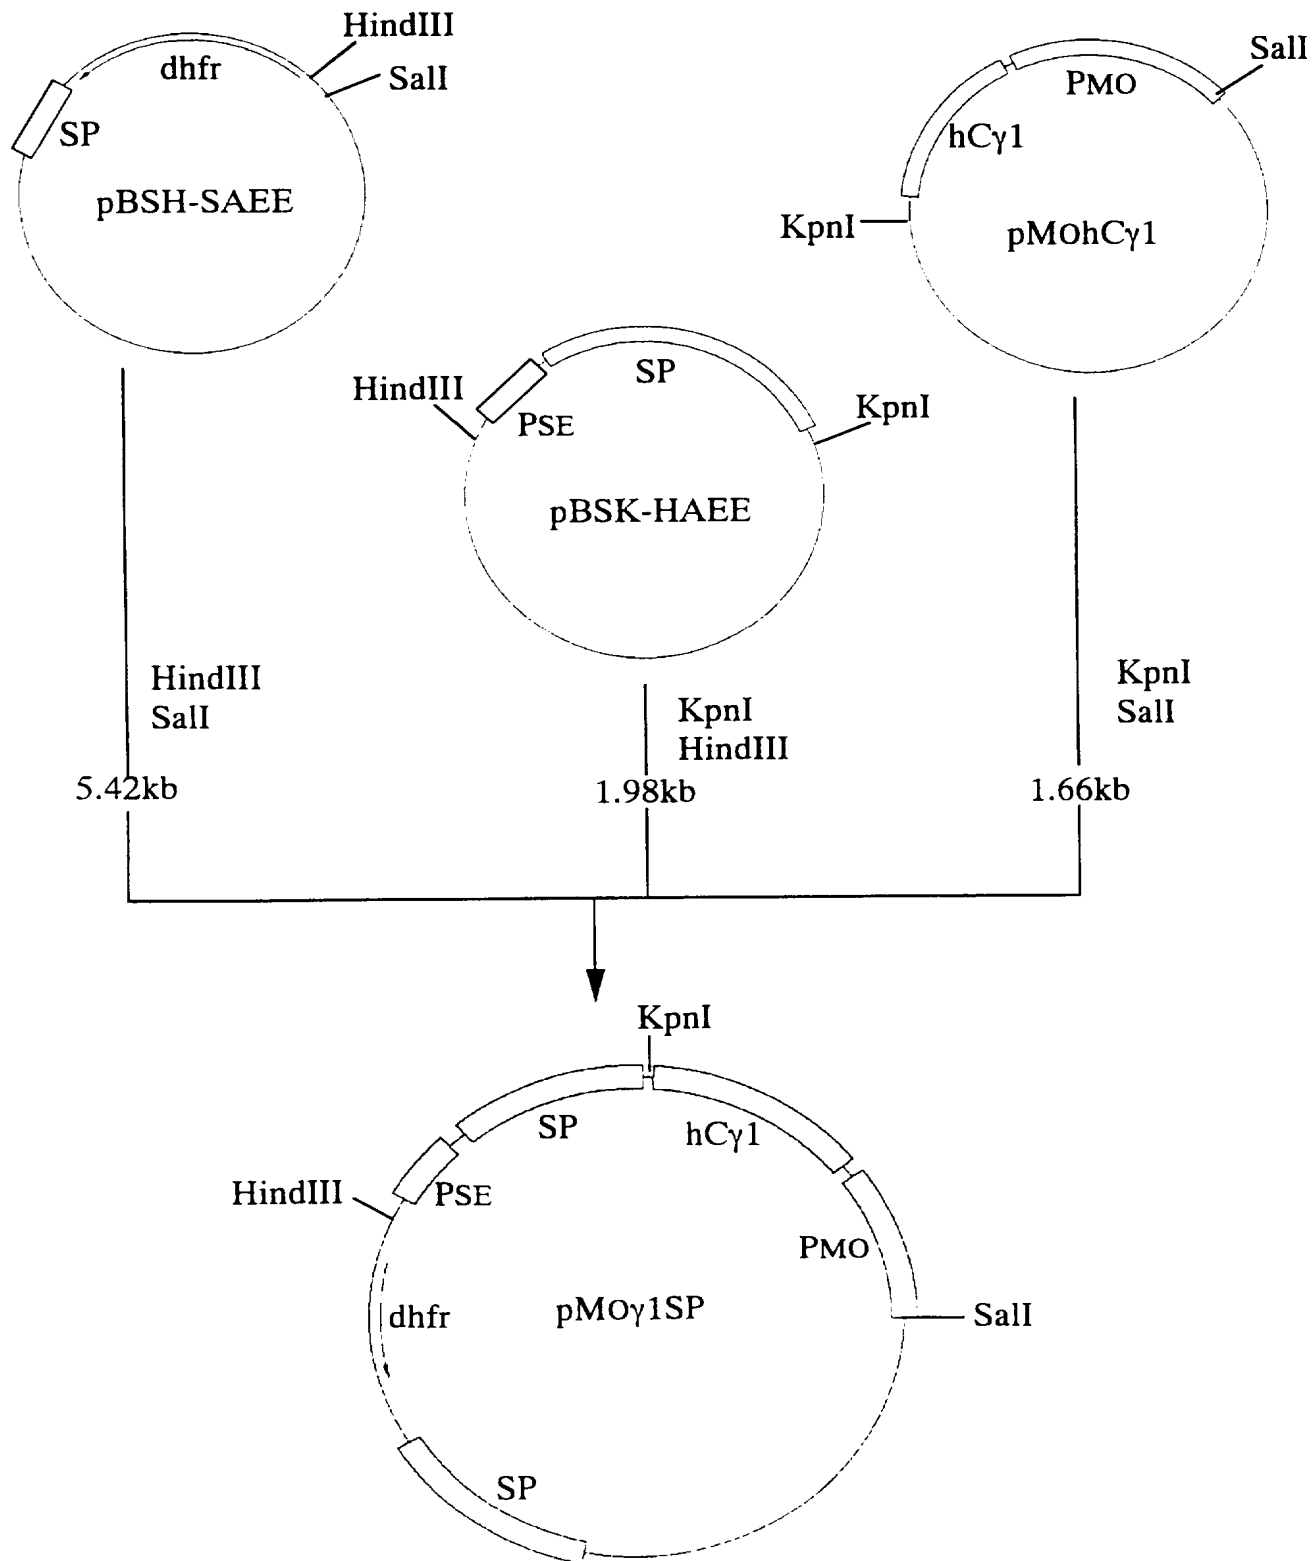 HindIII
dhfr
SalI
SP
pBSH-SAEE
SalI
PMO
hCγ1
KpnI
pMOhCγ1
HindIII
SP
KpnI
PSE
pBSK-HAEE
HindIII
SalI
KpnI
HindIII
KpnI
SalI
5.42kb
1.98kb
1.66kb
KpnI
SP
hCγ1
HindIII
PSE
PMO
dhfr
pMOγ1SP
SalI
SP